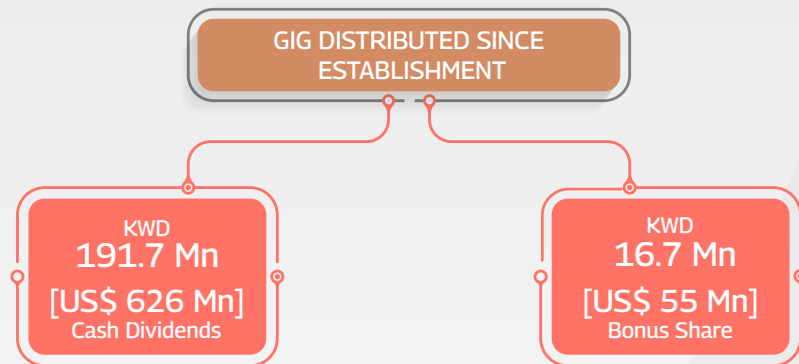 GIG DISTRIBUTED SINCE
ESTABLISHMENT
KWD
191.7 Mn
[US$ 626 Mn]
Cash Dividends
KWD
16.7 Mn
[US$ 55 Mn]
Bonus Share